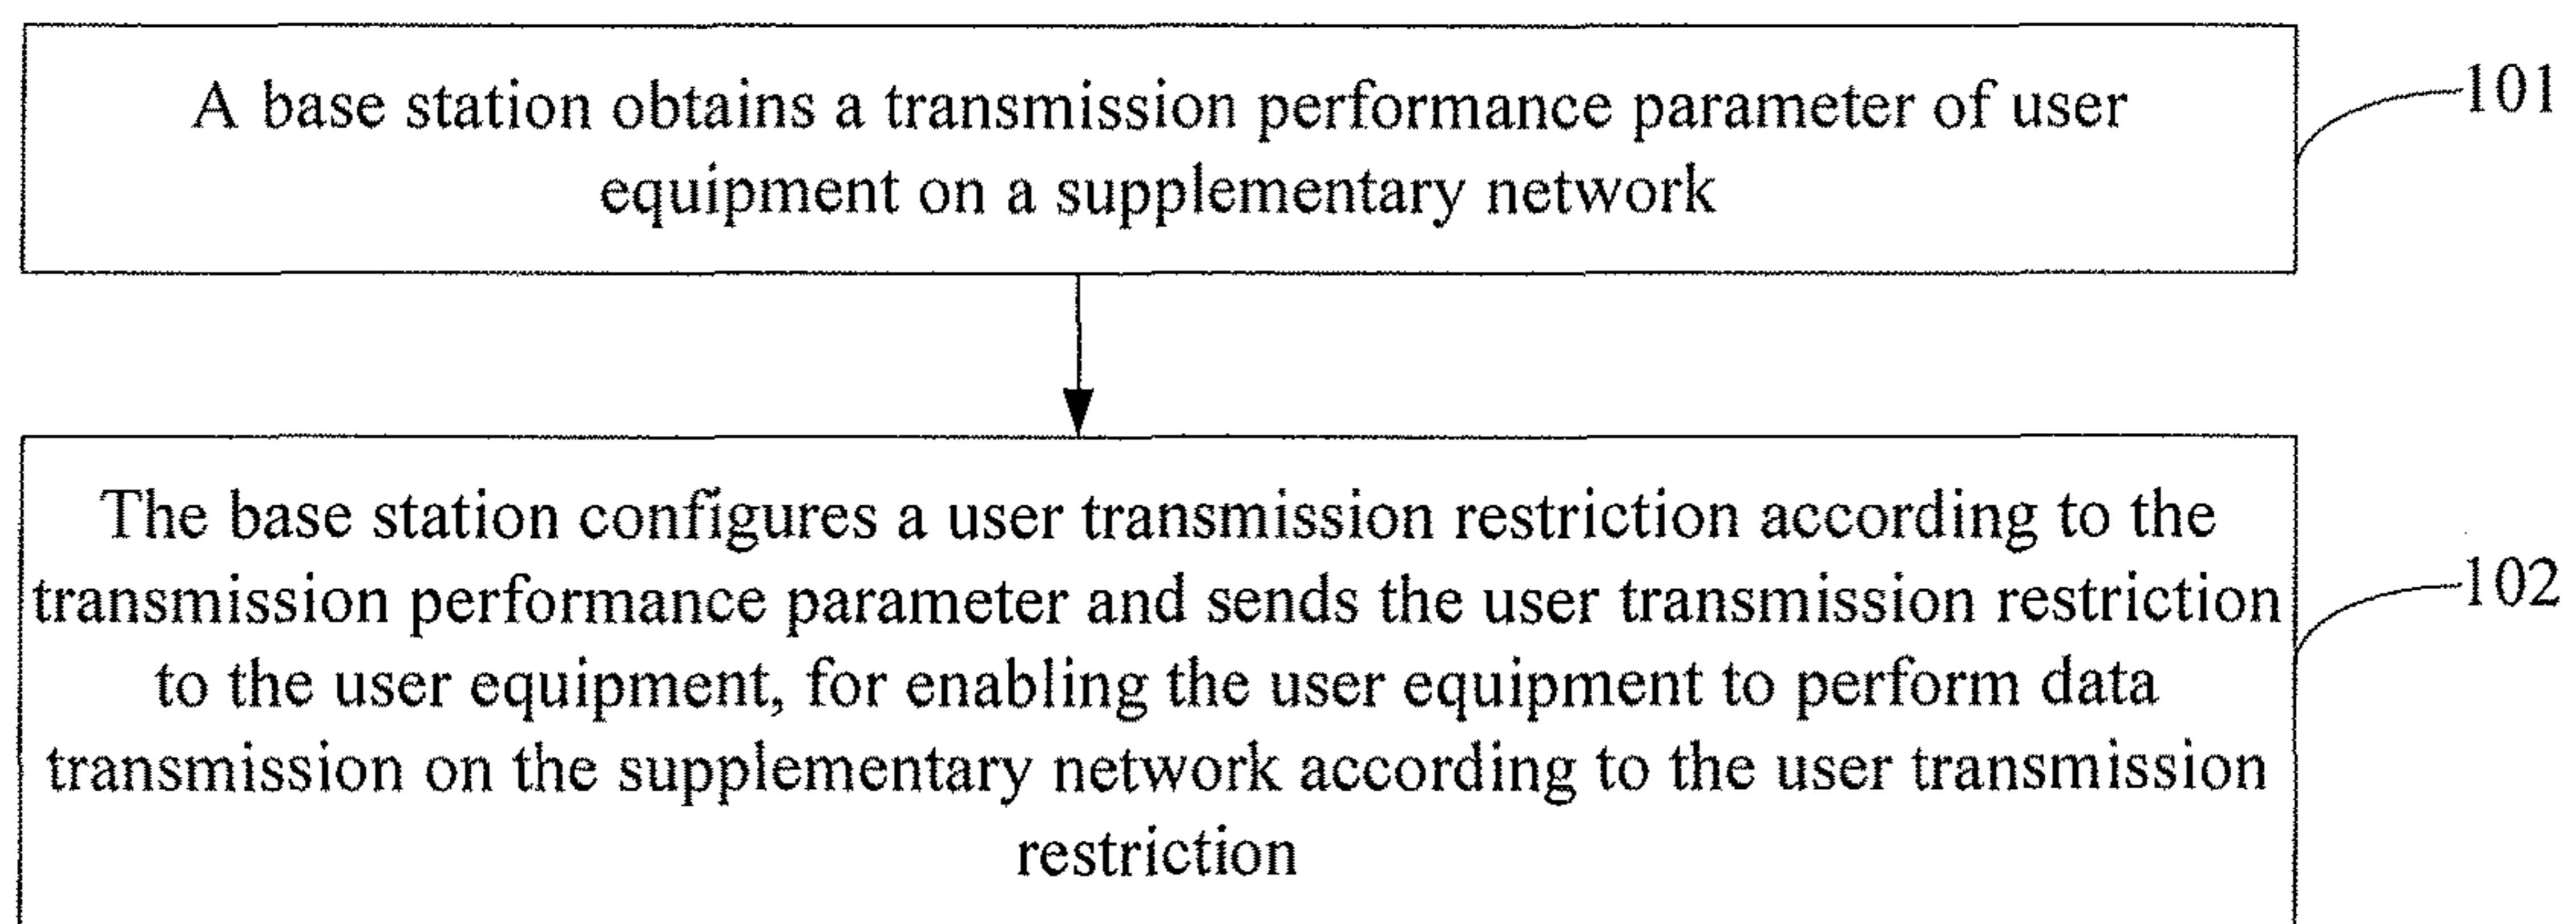 A base station obtains a transmission performance parameter of user
equipment on a supplementary network
101
The base station configures a user transmission restriction according to the
transmission performance parameter and sends the user transmission restriction
to the user equipment, for enabling the user equipment to perform data
transmission on the supplementary network according to the user transmission
restriction
102